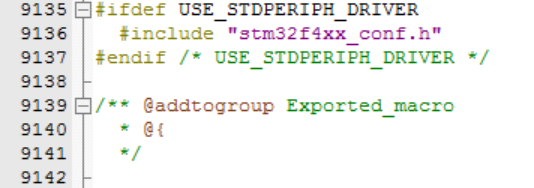 9135 #ifdef USE_STDPERIPH_DRIVER
9136   #include "stm32f4xx_conf.h"
9137 #endif /* USE_STDPERIPH_DRIVER */
9138
9139 /** @addtogroup Exported_macro
9140   * @{
9141   */
9142